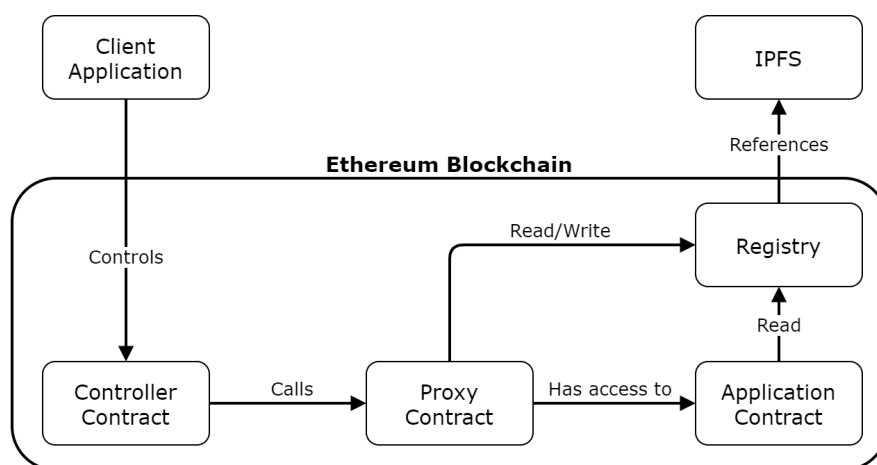 Client
Application
IPFS
References
Ethereum Blockchain
Read/Write
Registry
Controls
Read
Controller
Contract
Calls
Proxy
Contract
Has access to
Application
Contract